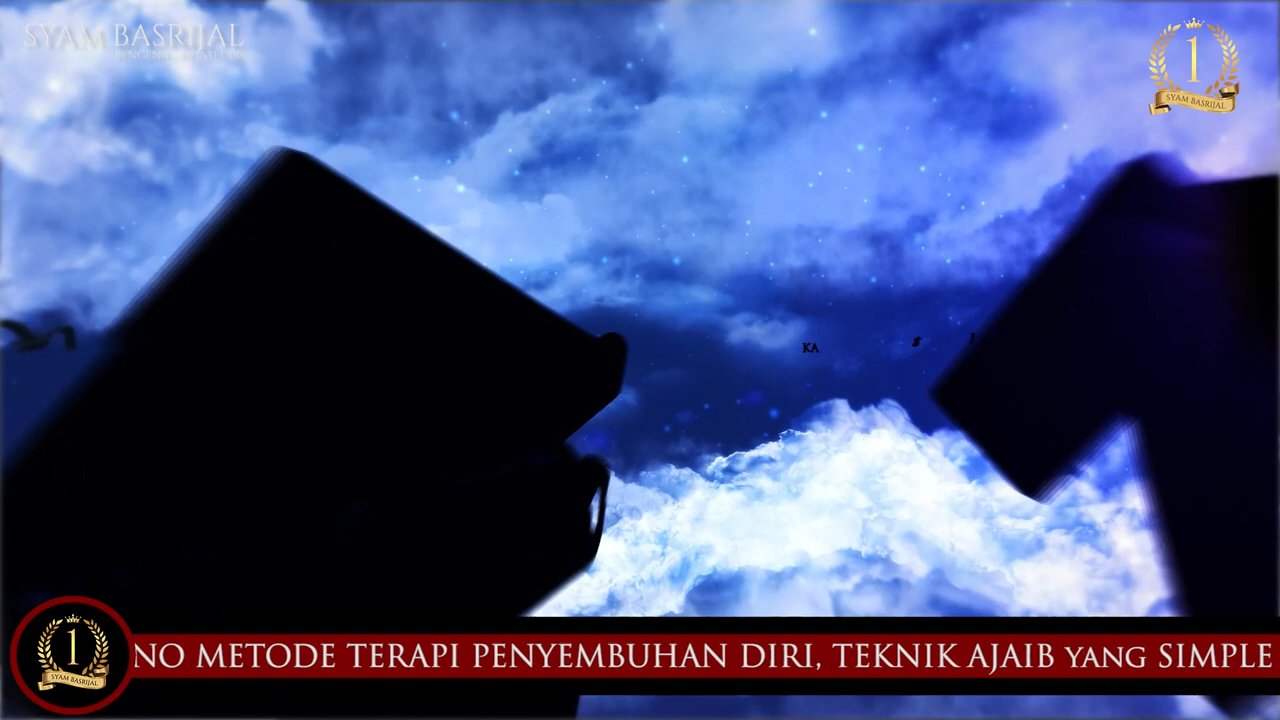 SYAM BASRIJAL
1
SYAM BASRIJAL
KA
1
SYAM BASRIJAL
NO METODE TERAPI PENYEMBUHAN DIRI, TEKNIK AJAIB YANG SIMPLE